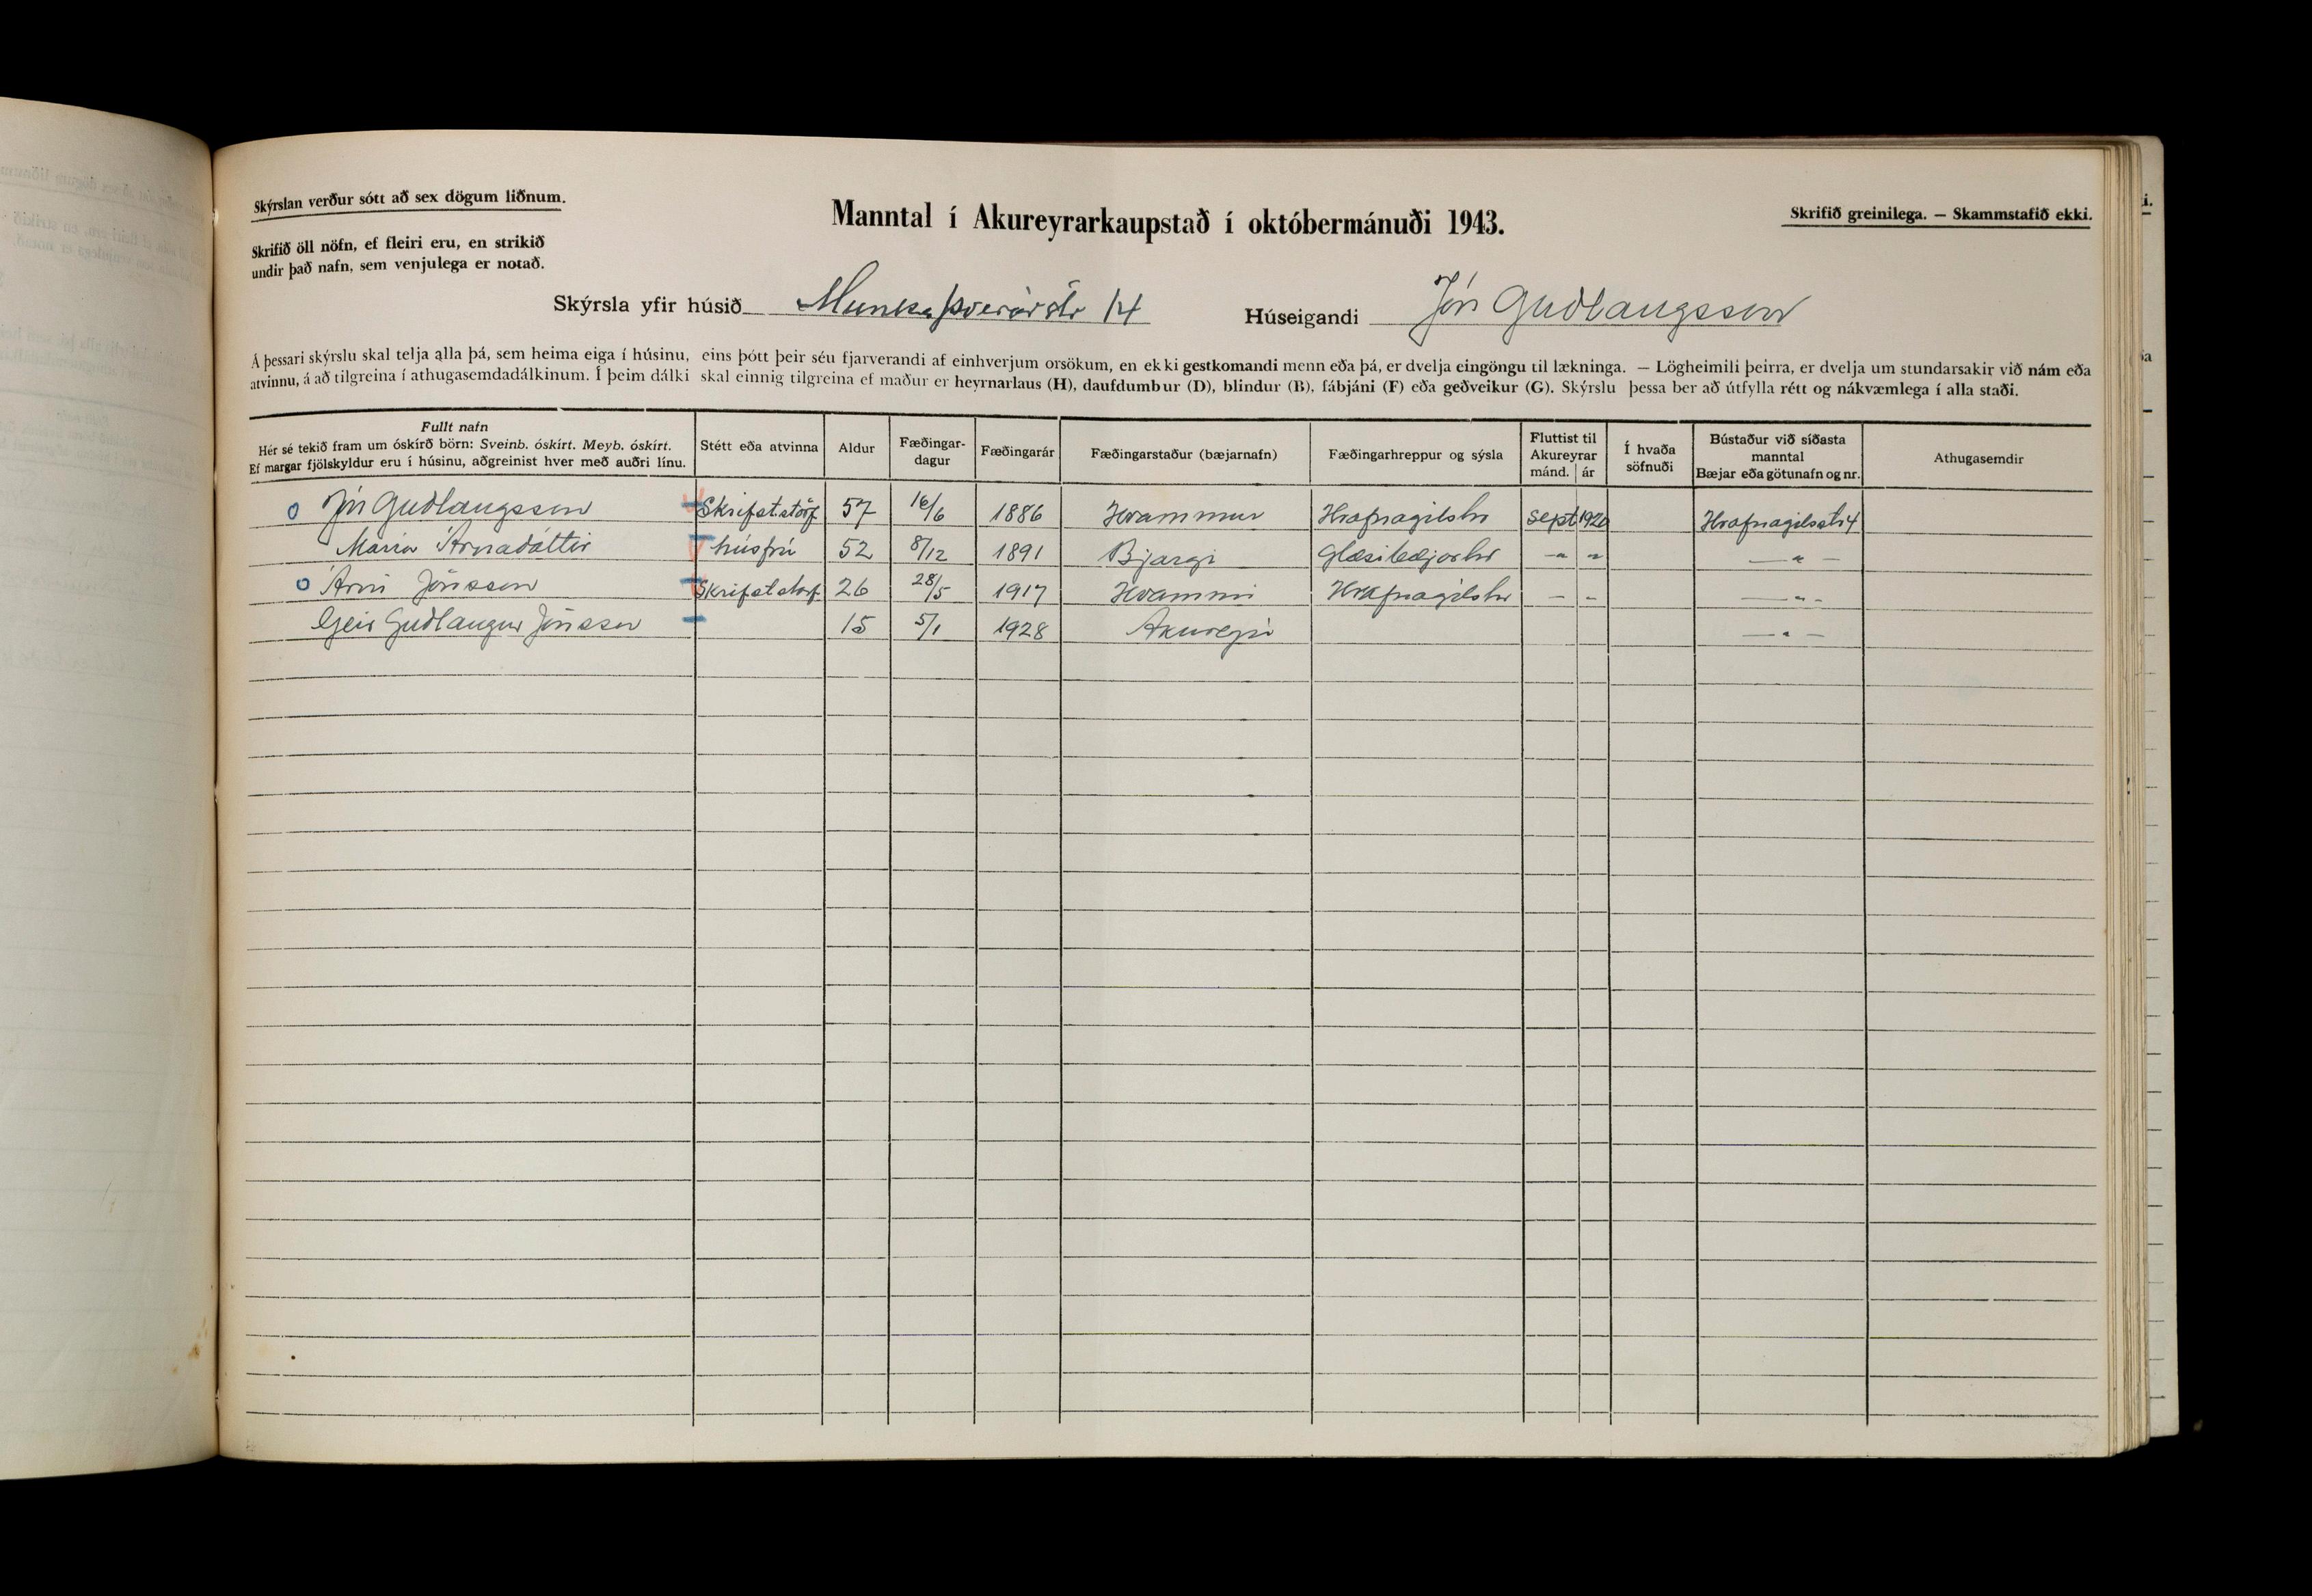 Skýrslan verður sótt að sex dögum liðnum.
Skrifið öll nöfn, ef fleiri eru, en strikið
undir það nafn, sem venjulega er notað.
Manntal í Akureyrarkaupstað í októbermánuði 1943.
Skrifið greinilega. — Skammstafið ekki.
Skýrsla yfir húsið Munkaþverárstr 14 Húseigandi Jón Guðlaugsson
Á þessari skýrslu skal telja alla þá, sem heima eiga í húsinu, eins þótt þeir séu fjarverandi af einhverjum orsökum, en ekki gestkomandi menn eða þá, er dvelja eingöngu til lækninga. — Lögheimili þeirra, er dvelja um stundarsakir við nám eða
atvinnu, á að tilgreina í athugasemdadálkinum. Í þeim dálki skal einnig tilgreina ef maður er heyrnarlaus (H), daufdumbur (D), blindur (B), fábjáni (F) eða geðveikur (G). Skýrslu þessa ber að útfylla rétt og nákvæmlega í alla staði.
Fullt nafn
Hér sé tekið fram um óskírð börn: Sveinb. óskírt. Meyb. óskírt.
Ef margar fjölskyldur eru í húsinu, aðgreinist hver með auðri línu.
Stétt eða atvinna
Aldur
Fæðingar-
dagur
Fæðingarár
Fæðingarstaður (bæjarnafn)
Fæðingarhreppur og sýsla
Fluttist til
Akureyrar
mánd. ár
Í hvaða
söfnuði
Bústaður við síðasta
manntal
Bæjar eða götunafn og nr.
Athugasemdir
Jón Guðlaugsson Skrifst.störf 57 16/6 1886 Hvammur Hrafnagilshr Sept 1926 Hrafnagilsstr 4
María Árnadóttir húsfrú 52 8/12 1891 Bjargi Glæsibæjarhr -"- -"- -"-
Árni Jónsson Skrifststörf 26 28/5 1917 Hvammi Hrafnagilshr - - -"-
Geir Guðlaugur Jónsson 15 5/1 1928 Akureyri -"-